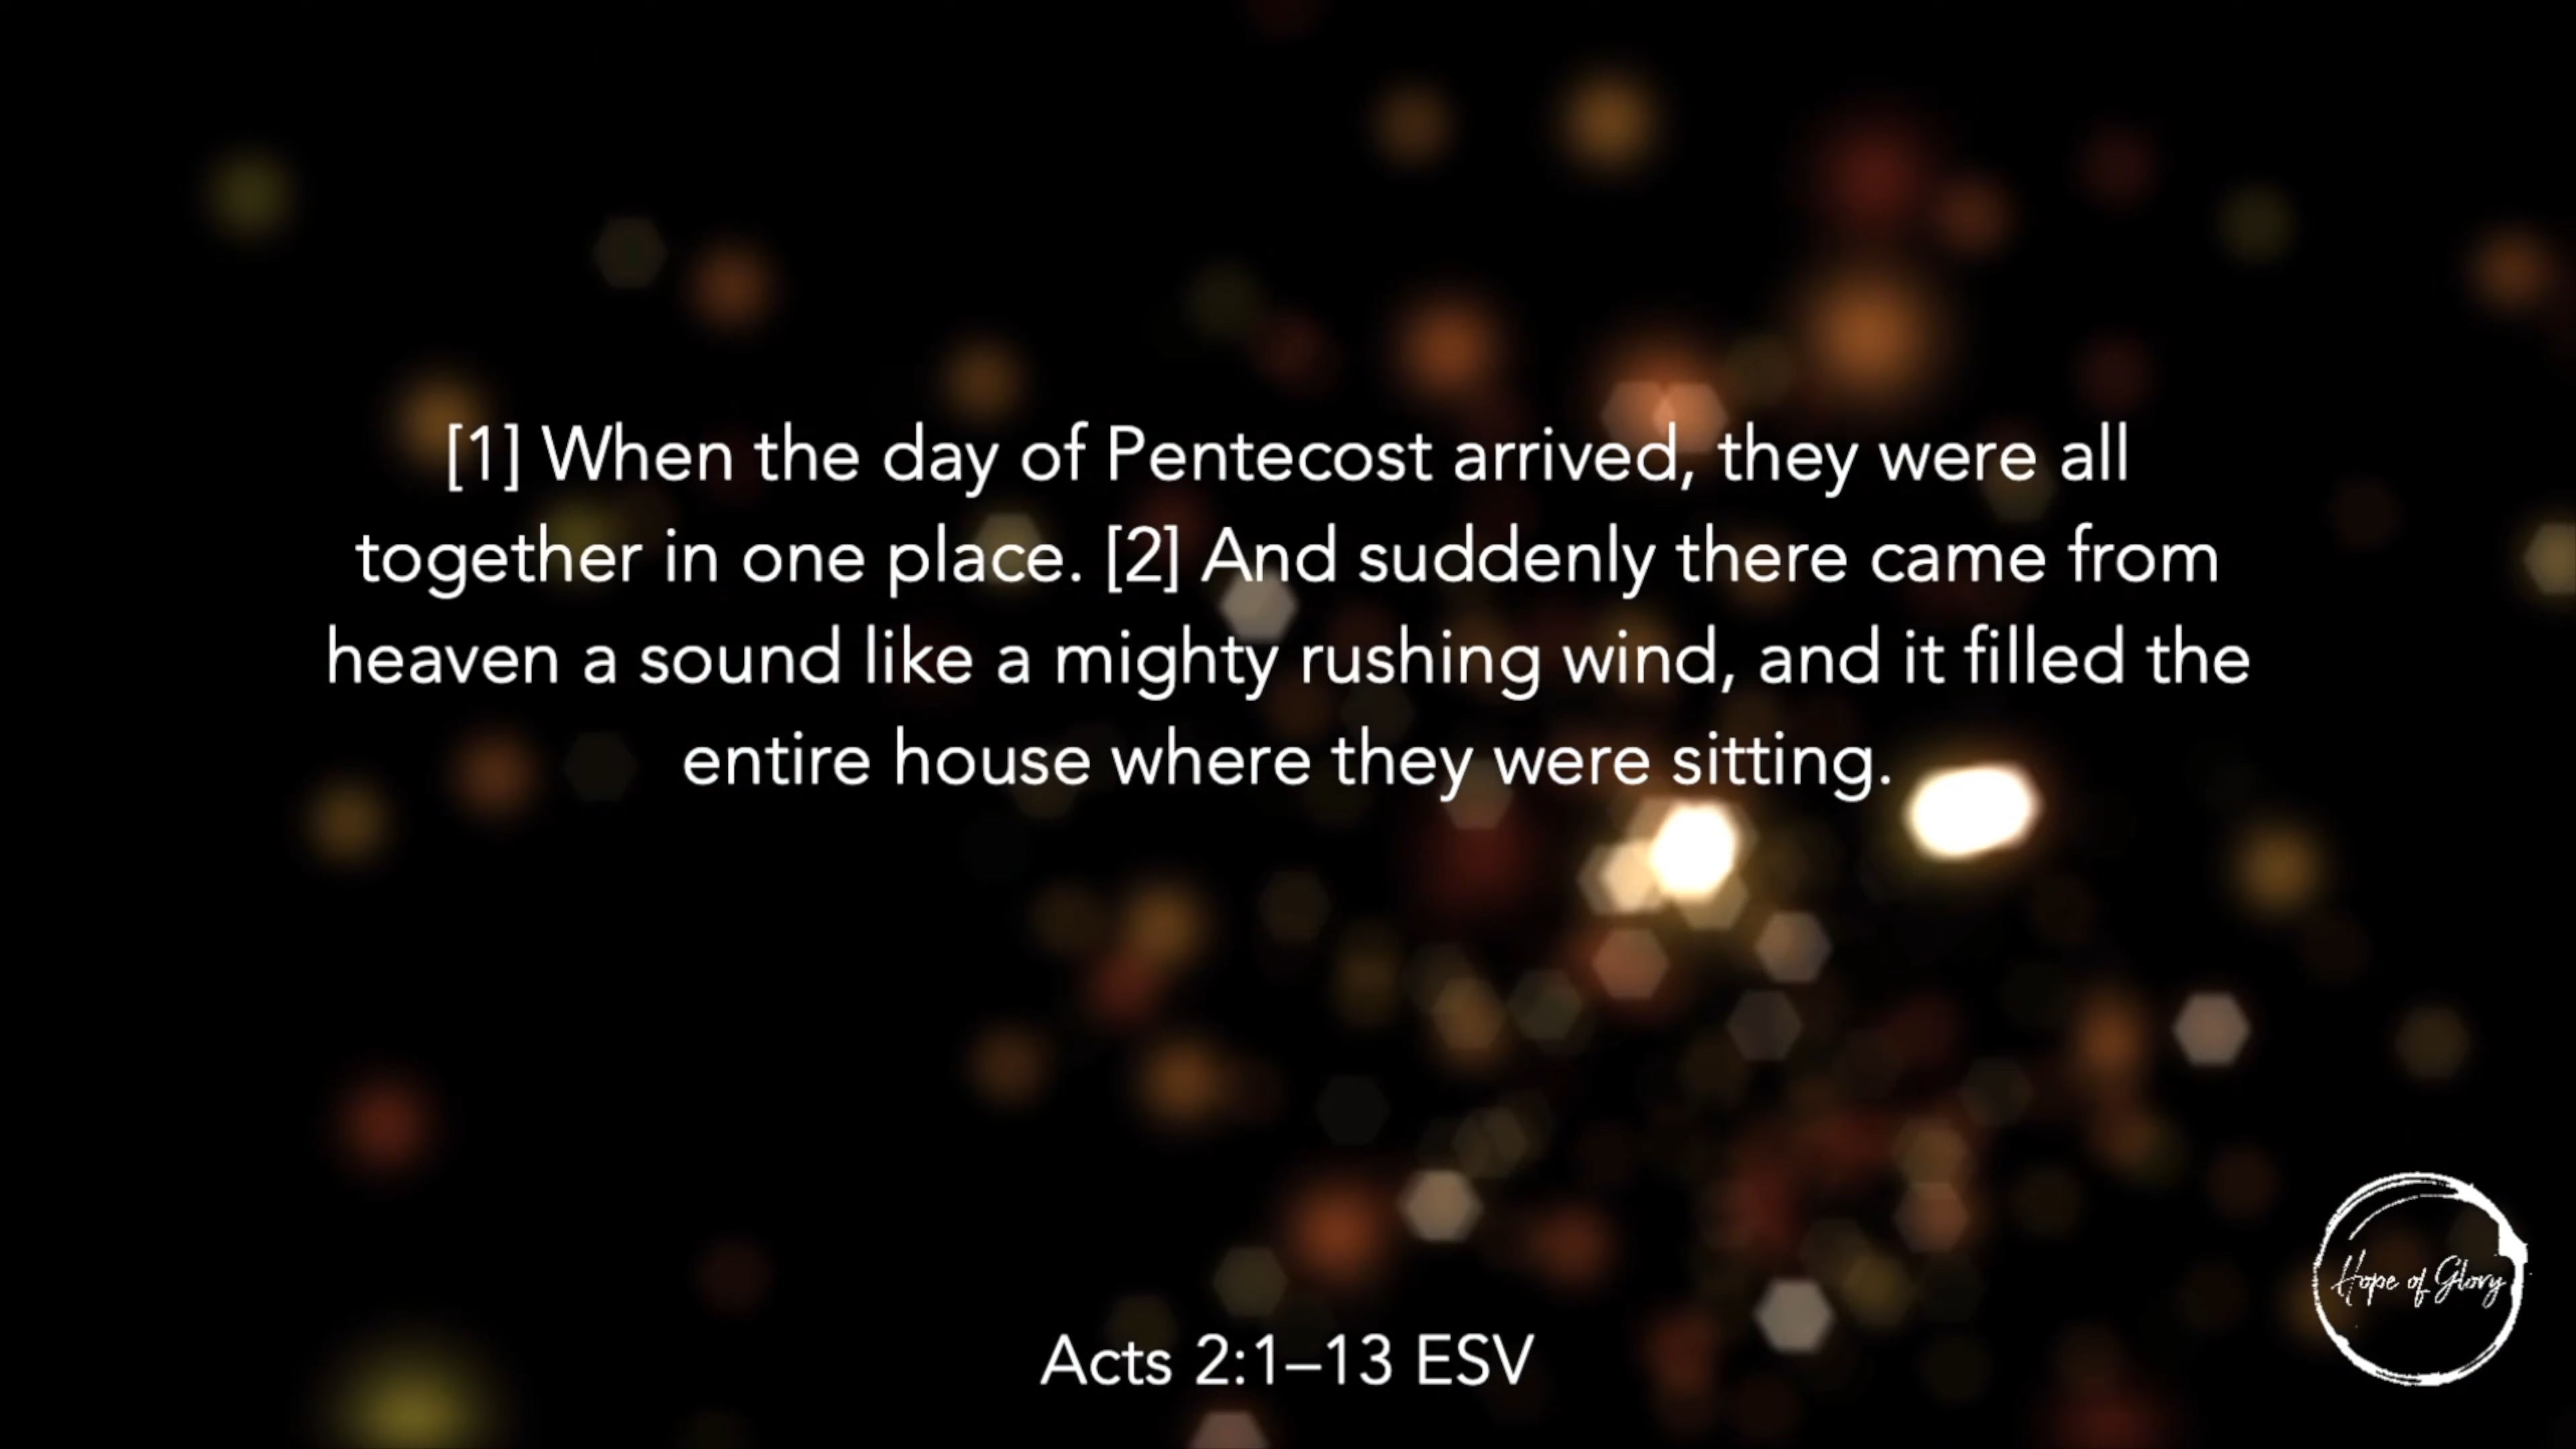 [1] When the day of Pentecost arrived, they were all
together in one place. [2] And suddenly there came from
heaven a sound like a mighty rushing wind, and it filled the
entire house where they were sitting.
Hope of Glory
Acts 2:1–13 ESV